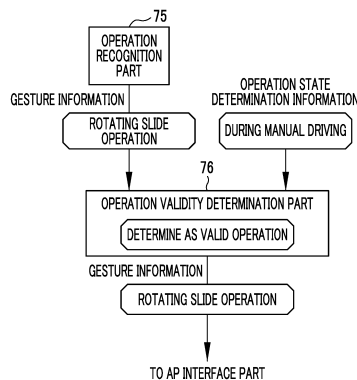 75
OPERATION
RECOGNITION
PART
GESTURE INFORMATION
ROTATING SLIDE
OPERATION
OPERATION STATE
DETERMINATION INFORMATION
DURING MANUAL DRIVING
76
OPERATION VALIDITY DETERMINATION PART
DETERMINE AS VALID OPERATION
GESTURE INFORMATION
ROTATING SLIDE OPERATION
TO AP INTERFACE PART